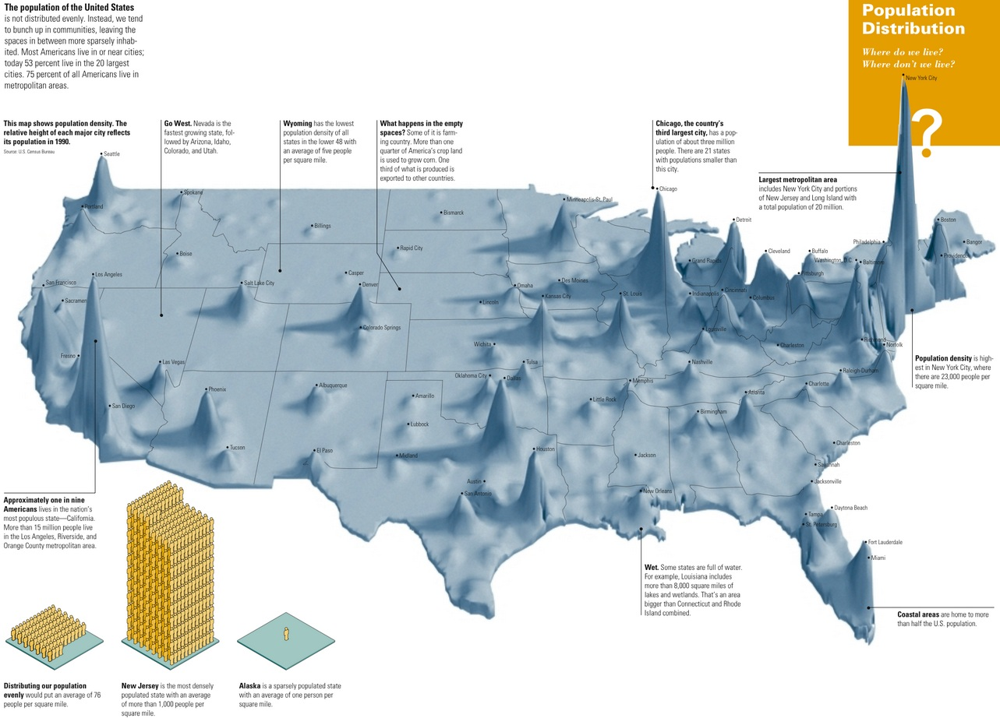 The population of the United States
is not distributed evenly. Instead, we tend
to bunch up in communities, leaving the
spaces in between more sparsely inhab-
ited. Most Americans live in or near cities;
today 53 percent live in the 20 largest
cities. 75 percent of all Americans live in
metropolitan areas.
Population
Distribution
Where do we live?
Where don't we live?
?
This map shows population density. The
relative height of each major city reflects
its population in 1990.
Source: U.S. Census Bureau
Go West. Nevada is the
fastest growing state, fol-
lowed by Arizona, Idaho,
Colorado, and Utah.
Wyoming has the lowest
population density of all
states in the lower 48 with
an average of five people
per square mile.
What happens in the empty
spaces? Some of it is farm-
ing country. More than one
quarter of America's crop land
is used to grow corn. One
third of what is produced is
exported to other countries.
Chicago, the country's
third largest city, has a pop-
ulation of about three million
people. There are 21 states
with populations smaller than
this city.
Largest metropolitan area
includes New York City and portions
of New Jersey and Long Island with
a total population of 20 million.
New York City
Seattle
Spokane
Portland
Billings
Bismarck
Minneapolis-St. Paul
Chicago
Detroit
Boston
Bangor
Philadelphia
Providence
Boise
Rapid City
Grand Rapids
Cleveland
Buffalo
Washington, D.C.
Baltimore
Pittsburgh
Los Angeles
San Francisco
Sacramen
Salt Lake City
Casper
Denver
Omaha
Des Moines
Lincoln
Kansas City
St. Louis
Indianapolis
Cincinnati
Columbus
Colorado Springs
Louisville
Charleston
Richmond
Norfolk
Wichita
Fresno
Las Vegas
Tulsa
Nashville
Raleigh-Durham
Oklahoma City
Dallas
Memphis
Charlotte
Phoenix
Albuquerque
Amarillo
Little Rock
Atlanta
Birmingham
San Diego
Lubbock
Tucson
El Paso
Midland
Houston
Jackson
Charleston
Savannah
Austin
San Antonio
New Orleans
Jacksonville
Daytona Beach
Tampa
St. Petersburg
Fort Lauderdale
Miami
Population density is high-
est in New York City, where
there are 23,000 people per
square mile.
Approximately one in nine
Americans lives in the nation's
most populous state—California.
More than 15 million people live
in the Los Angeles, Riverside, and
Orange County metropolitan area.
Wet. Some states are full of water.
For example, Louisiana includes
more than 8,000 square miles of
lakes and wetlands. That's an area
bigger than Connecticut and Rhode
Island combined.
Coastal areas are home to more
than half the U.S. population.
Distributing our population
evenly would put an average of 76
people per square mile.
New Jersey is the most densely
populated state with an average
of more than 1,000 people per
square mile.
Alaska is a sparsely populated state
with an average of one person per
square mile.